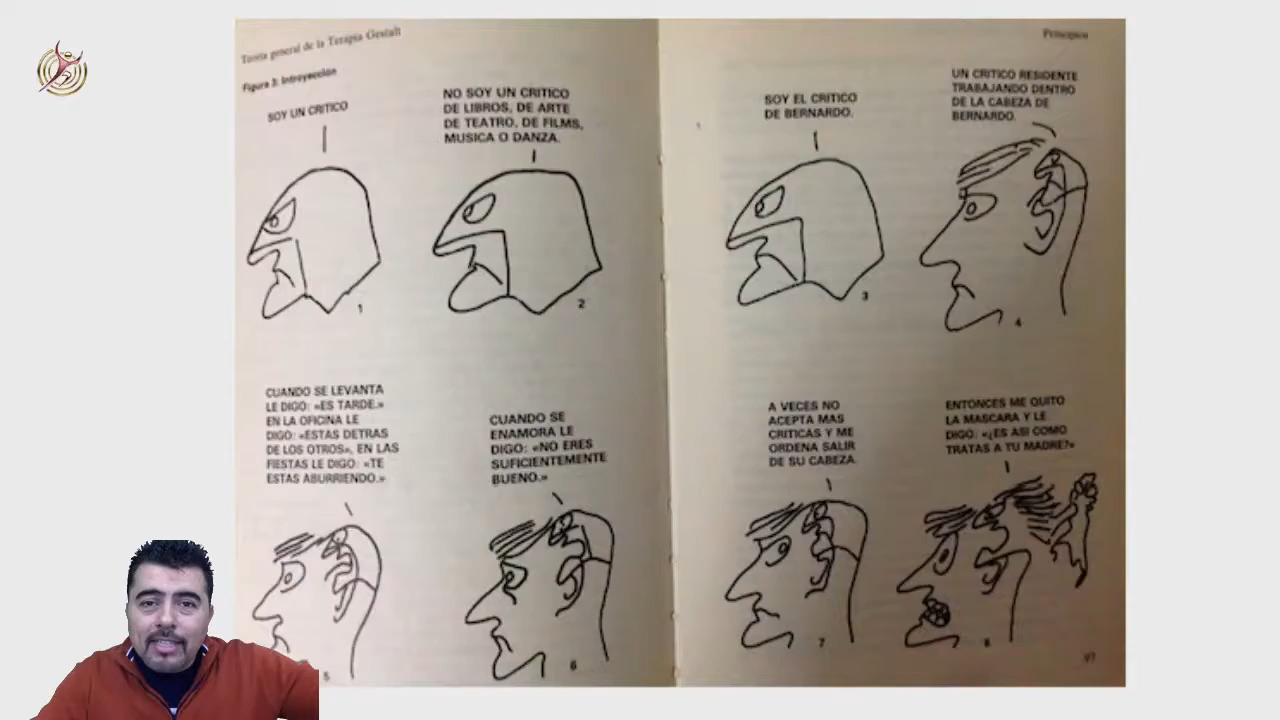 Teoría general de la Terapia Gestalt
Figura 3: Introyección
SOY UN CRITICO
1
NO SOY UN CRITICO
DE LIBROS, DE ARTE
DE TEATRO, DE FILMS,
MUSICA O DANZA.
2
Principios
SOY EL CRITICO
DE BERNARDO.
3
UN CRITICO RESIDENTE
TRABAJANDO DENTRO
DE LA CABEZA DE
BERNARDO.
4
CUANDO SE LEVANTA
LE DIGO: «ES TARDE.»
EN LA OFICINA LE
DIGO: «ESTAS DETRAS
DE LOS OTROS», EN LAS
FIESTAS LE DIGO: «TE
ESTAS ABURRIENDO.»
5
CUANDO SE
ENAMORA LE
DIGO: «NO ERES
SUFICIENTEMENTE
BUENO.»
6
A VECES NO
ACEPTA MAS
CRITICAS Y ME
ORDENA SALIR
DE SU CABEZA.
7
ENTONCES ME QUITO
LA MASCARA Y LE
DIGO: «¿ES ASI COMO
TRATAS A TU MADRE?»
8